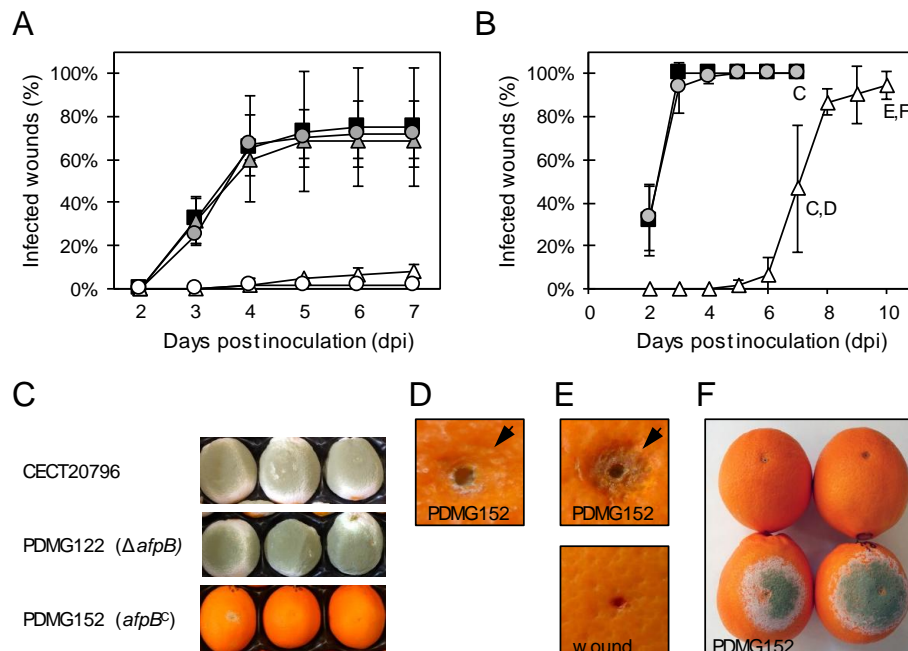 A
100%
80%
60%
40%
20%
0%
2 3 4 5 6 7
Infected wounds (%)
Days post inoculation (dpi)
B
100%
80%
60%
40%
20%
0%
0 2 4 6 8 10
Infected wounds (%)
Days post inoculation (dpi)
C
C,D
E,F
C
CECT20796
PDMG122 (Δafp​B)
PDMG152 (afpBᶜ)
D
PDMG152
E
PDMG152
wound
F
PDMG152